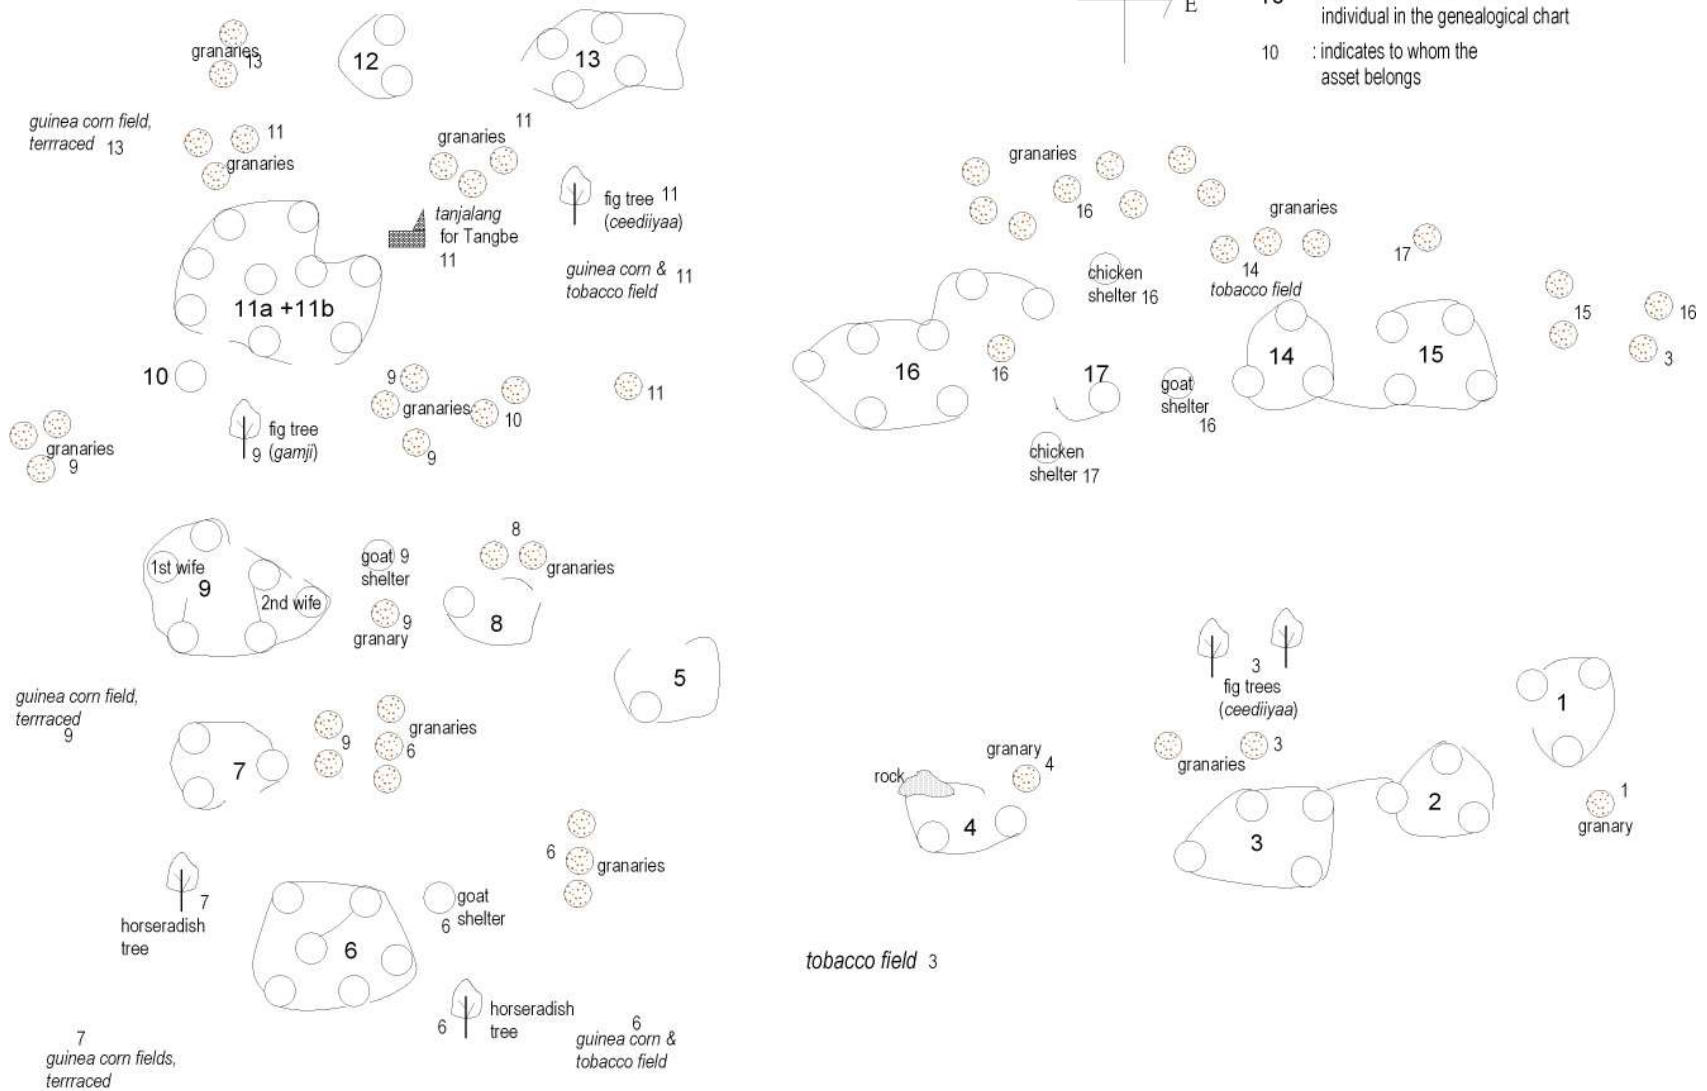 granaries
13
12
13
E
individual in the genealogical chart
10 : indicates to whom the
asset belongs
guinea corn field,
terrraced 13
11
granaries
11
granaries
tanjalang
for Tangbe
11
fig tree 11
(ceediiyaa)
guinea corn & 11
tobacco field
11a +11b
10
9
granaries
10
9
11
fig tree
9 (gamji)
granaries
9
granaries
16
granaries
14
tobacco field
17
chicken
shelter 16
15
16
3
16
16
17
goat
shelter
16
14
15
chicken
shelter 17
1st wife
9
2nd wife
goat 9
shelter
9
granary
8
granaries
8
5
guinea corn field,
terrraced
9
7
9
granaries
6
3
fig trees
(ceediiyaa)
1
granary
4
rock
4
granaries
3
3
2
1
granary
6
granaries
7
horseradish
tree
6
goat
6 shelter
tobacco field 3
horseradish
6 tree
6
guinea corn &
tobacco field
7
guinea corn fields,
terrraced